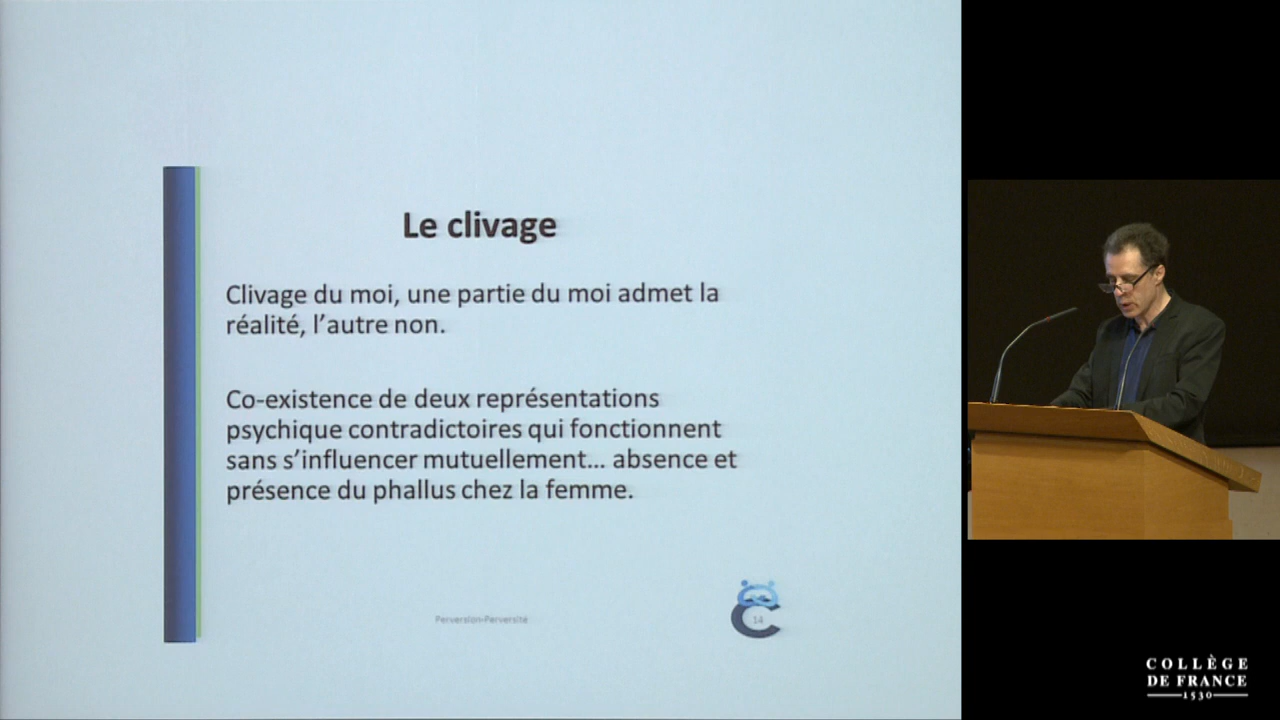 Le clivage
Clivage du moi, une partie du moi admet la
réalité, l'autre non.
Co-existence de deux représentations
psychique contradictoires qui fonctionnent
sans s'influencer mutuellement... absence et
présence du phallus chez la femme.
Perversion-Perversité
14
COLLÈGE
DE FRANCE
1530